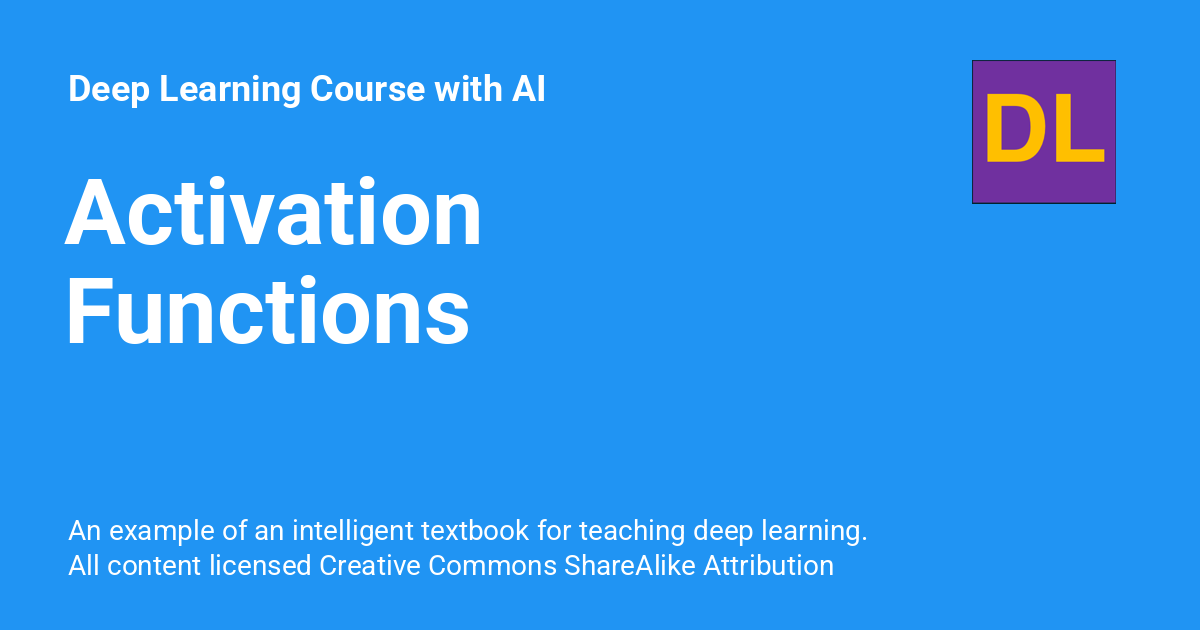 Deep Learning Course with AI
DL
Activation
Functions
An example of an intelligent textbook for teaching deep learning.
All content licensed Creative Commons ShareAlike Attribution